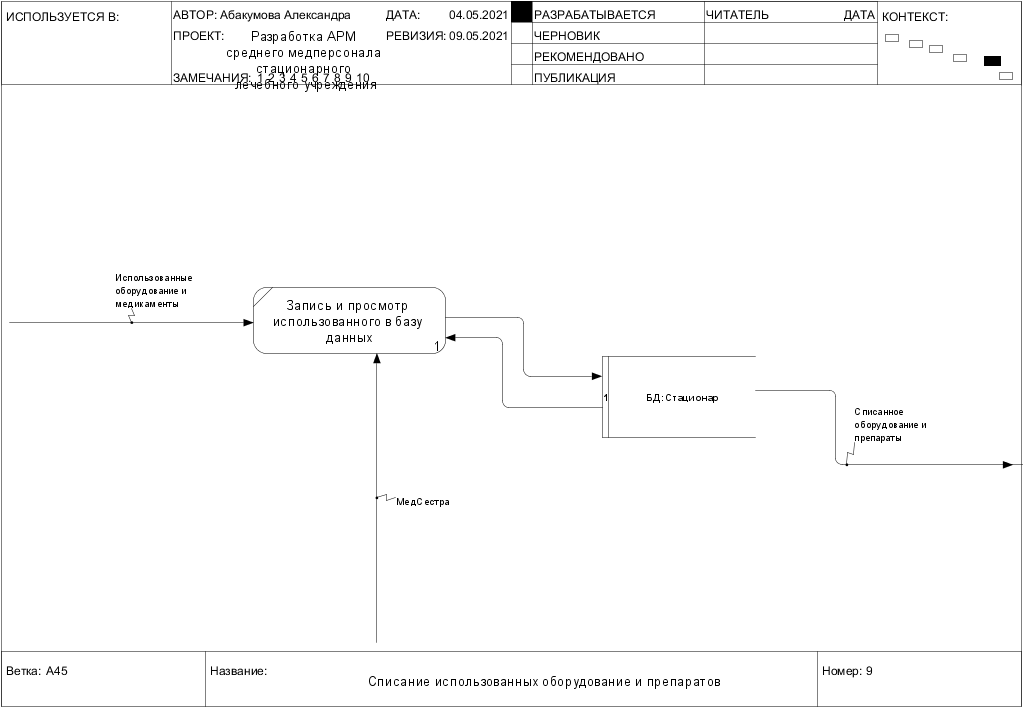 ИСПОЛЬЗУЕТСЯ В:
АВТОР: Абакумова Александра
ДАТА: 04.05.2021
ПРОЕКТ: Разработка АРМ
среднего медперсонала
стационарного
лечебного учреждения
РЕВИЗИЯ: 09.05.2021
ЗАМЕЧАНИЯ: 1 2 3 4 5 6 7 8 9 10
РАЗРАБАТЫВАЕТСЯ
ЧЕРНОВИК
РЕКОМЕНДОВАНО
ПУБЛИКАЦИЯ
ЧИТАТЕЛЬ ДАТА
КОНТЕКСТ:
Использованные
оборудование и
медикаменты
Запись и просмотр
использованного в базу
данных
1
1 БД: Стационар
Списанное
оборудование и
препараты
МедСестра
Ветка: A45
Название:
Списание использованных оборудование и препаратов
Номер: 9